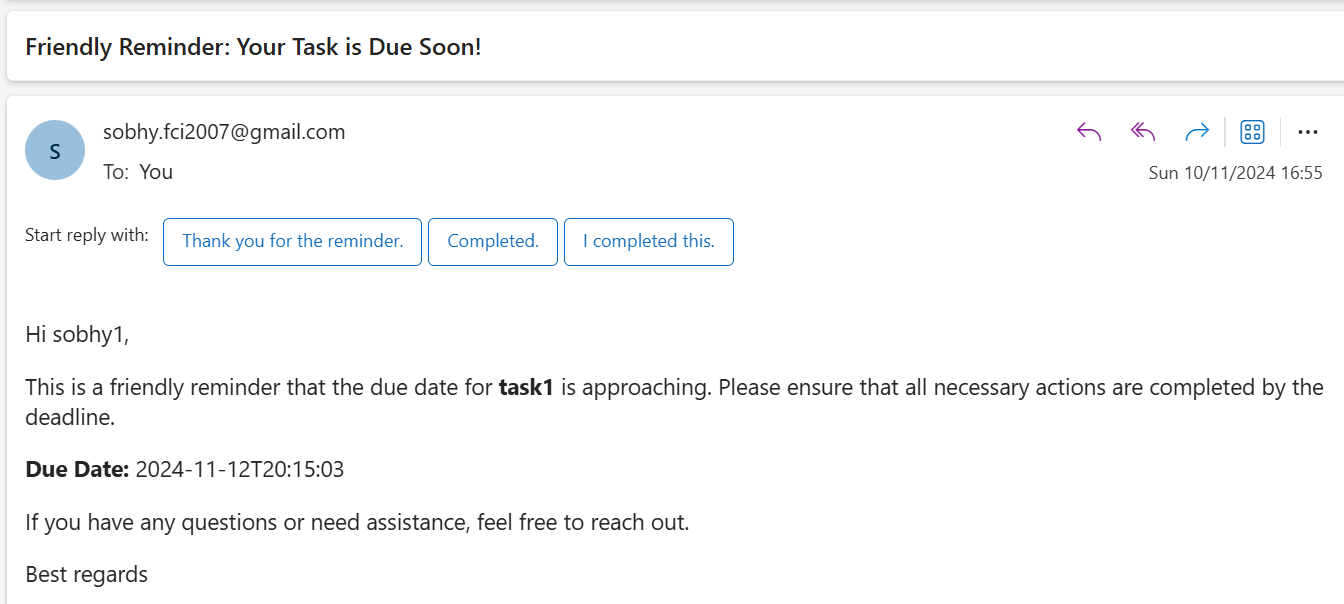 Friendly Reminder: Your Task is Due Soon!
S
sobhy.fci2007@gmail.com
To: You
Sun 10/11/2024 16:55
Start reply with: Thank you for the reminder. Completed. I completed this.
Hi sobhy1,
This is a friendly reminder that the due date for task1 is approaching. Please ensure that all necessary actions are completed by the
deadline.
Due Date: 2024-11-12T20:15:03
If you have any questions or need assistance, feel free to reach out.
Best regards